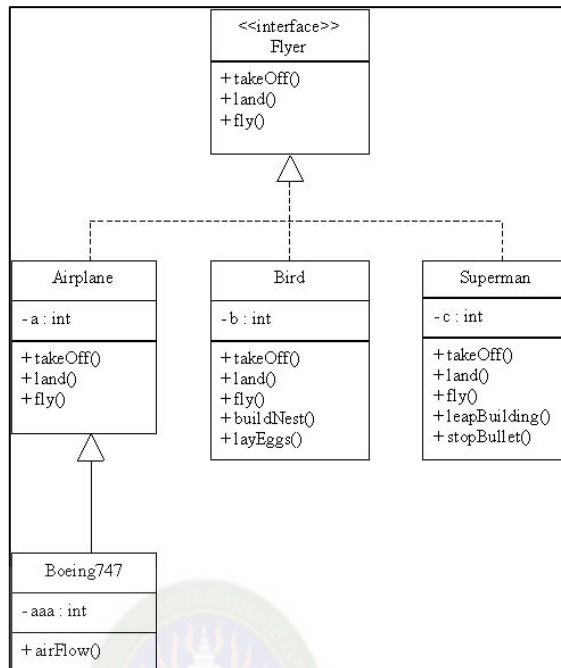 <<interface>>
Flyer
+takeOff()
+land()
+fly()
Airplane
-a : int
+takeOff()
+land()
+fly()
Bird
-b : int
+takeOff()
+land()
+fly()
+buildNest()
+layEggs()
Superman
-c : int
+takeOff()
+land()
+fly()
+leapBuilding()
+stopBullet()
Boeing747
-aaa : int
+airFlow()